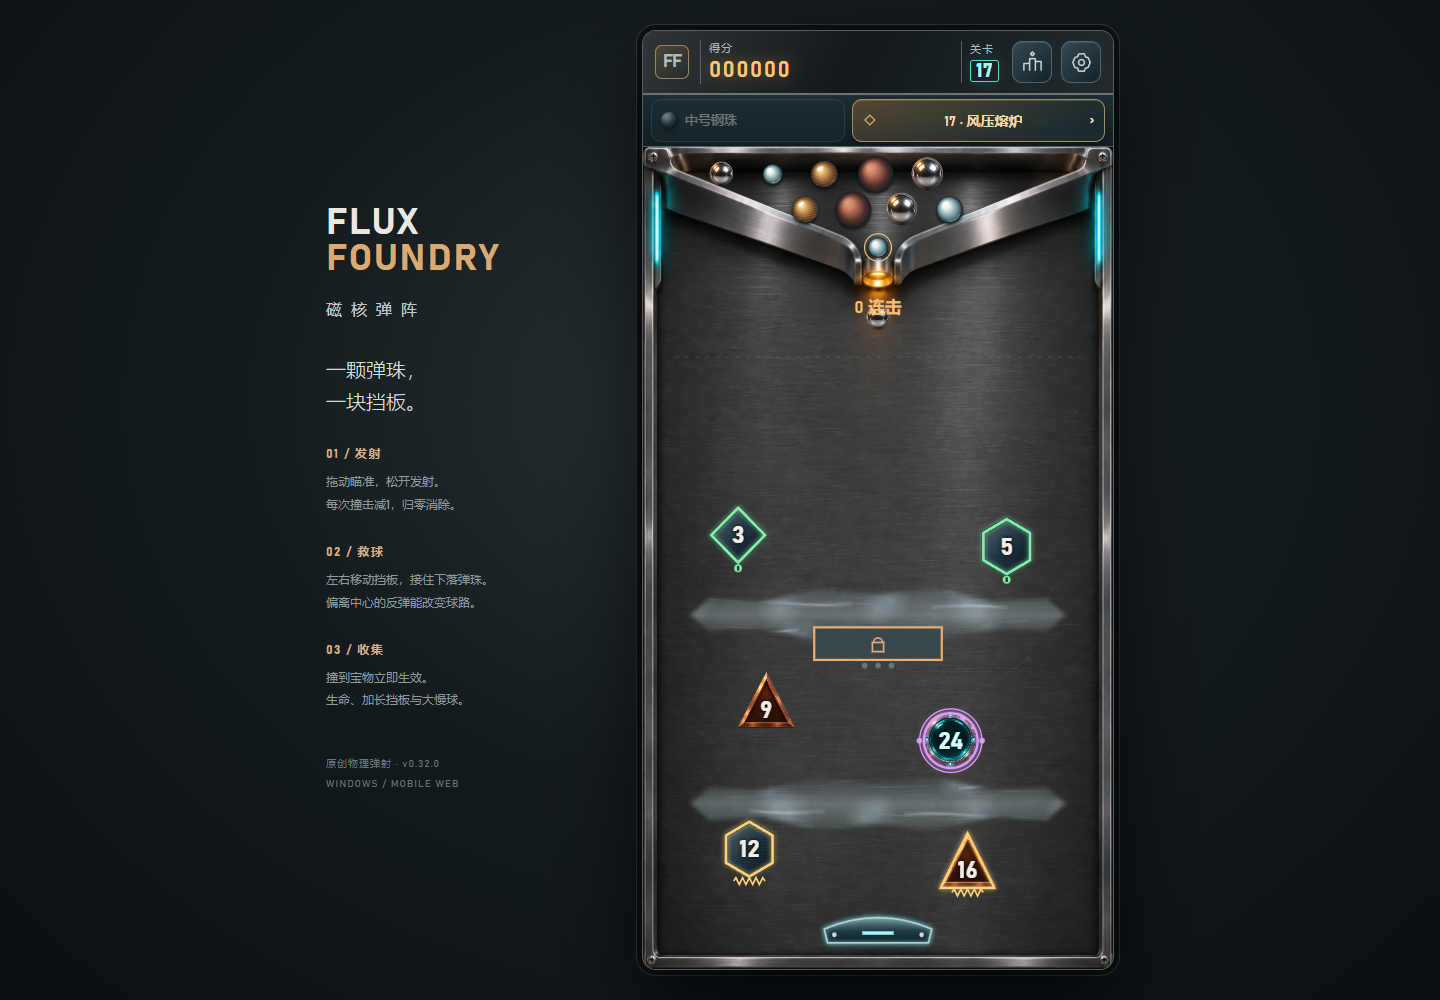 FLUX
FOUNDRY
磁核弹阵
一颗弹珠，
一块挡板。
01 / 发射
拖动瞄准，松开发射。
每次撞击减1，归零消除。
02 / 救球
左右移动挡板，接住下落弹珠。
偏离中心的反弹能改变球路。
03 / 收集
撞到宝物立即生效。
生命、加长挡板与大慢球。
原创物理弹射 · v0.32.0
WINDOWS / MOBILE WEB
FF
得分
000000
关卡
17
中号钢珠
17 · 风压熔炉
0 连击
3
5
9
24
12
16